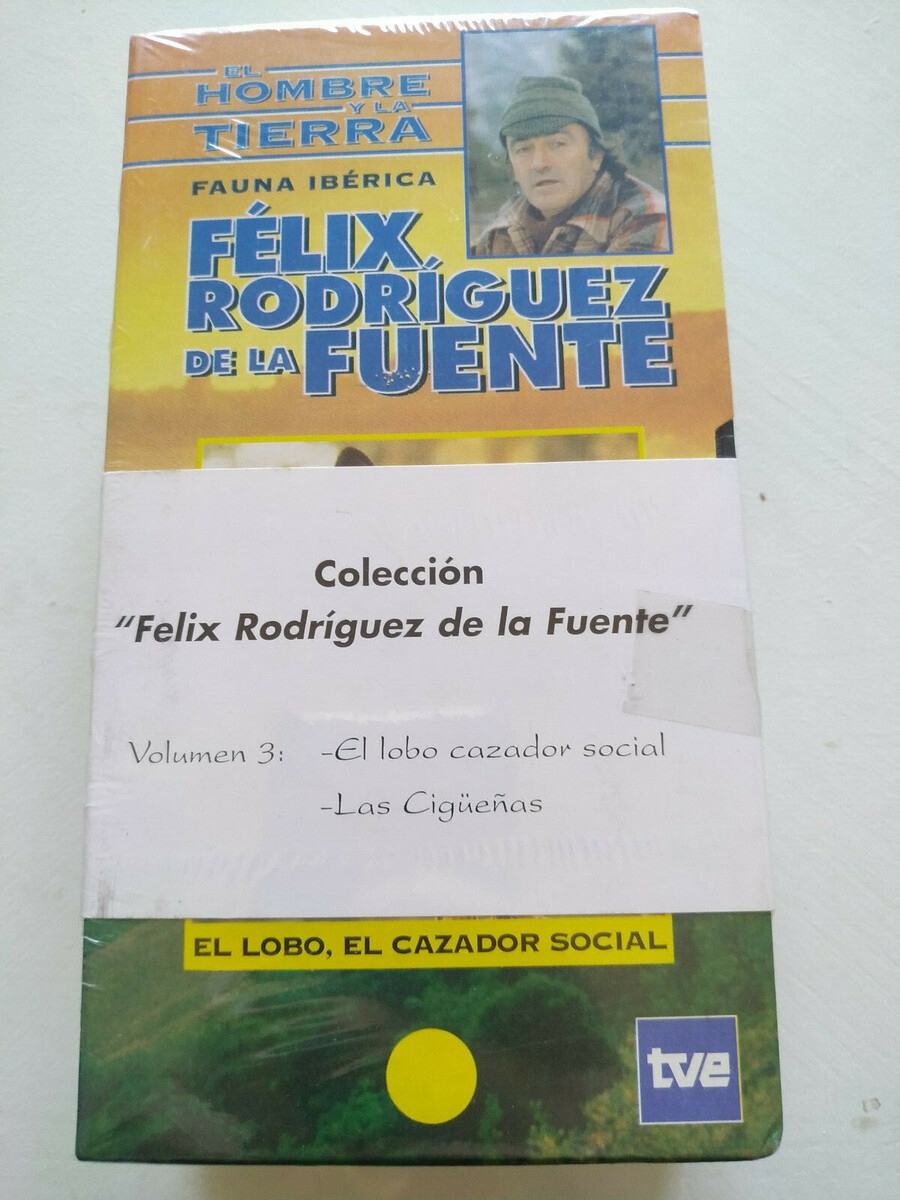 EL
HOMBRE
Y LA
TIERRA
FAUNA IBÉRICA
FÉLIX
RODRÍGUEZ
DE LA FUENTE
Colección
"Felix Rodríguez de la Fuente"
Volumen 3: -El lobo cazador social
-Las Cigüeñas
EL LOBO, EL CAZADOR SOCIAL
tve